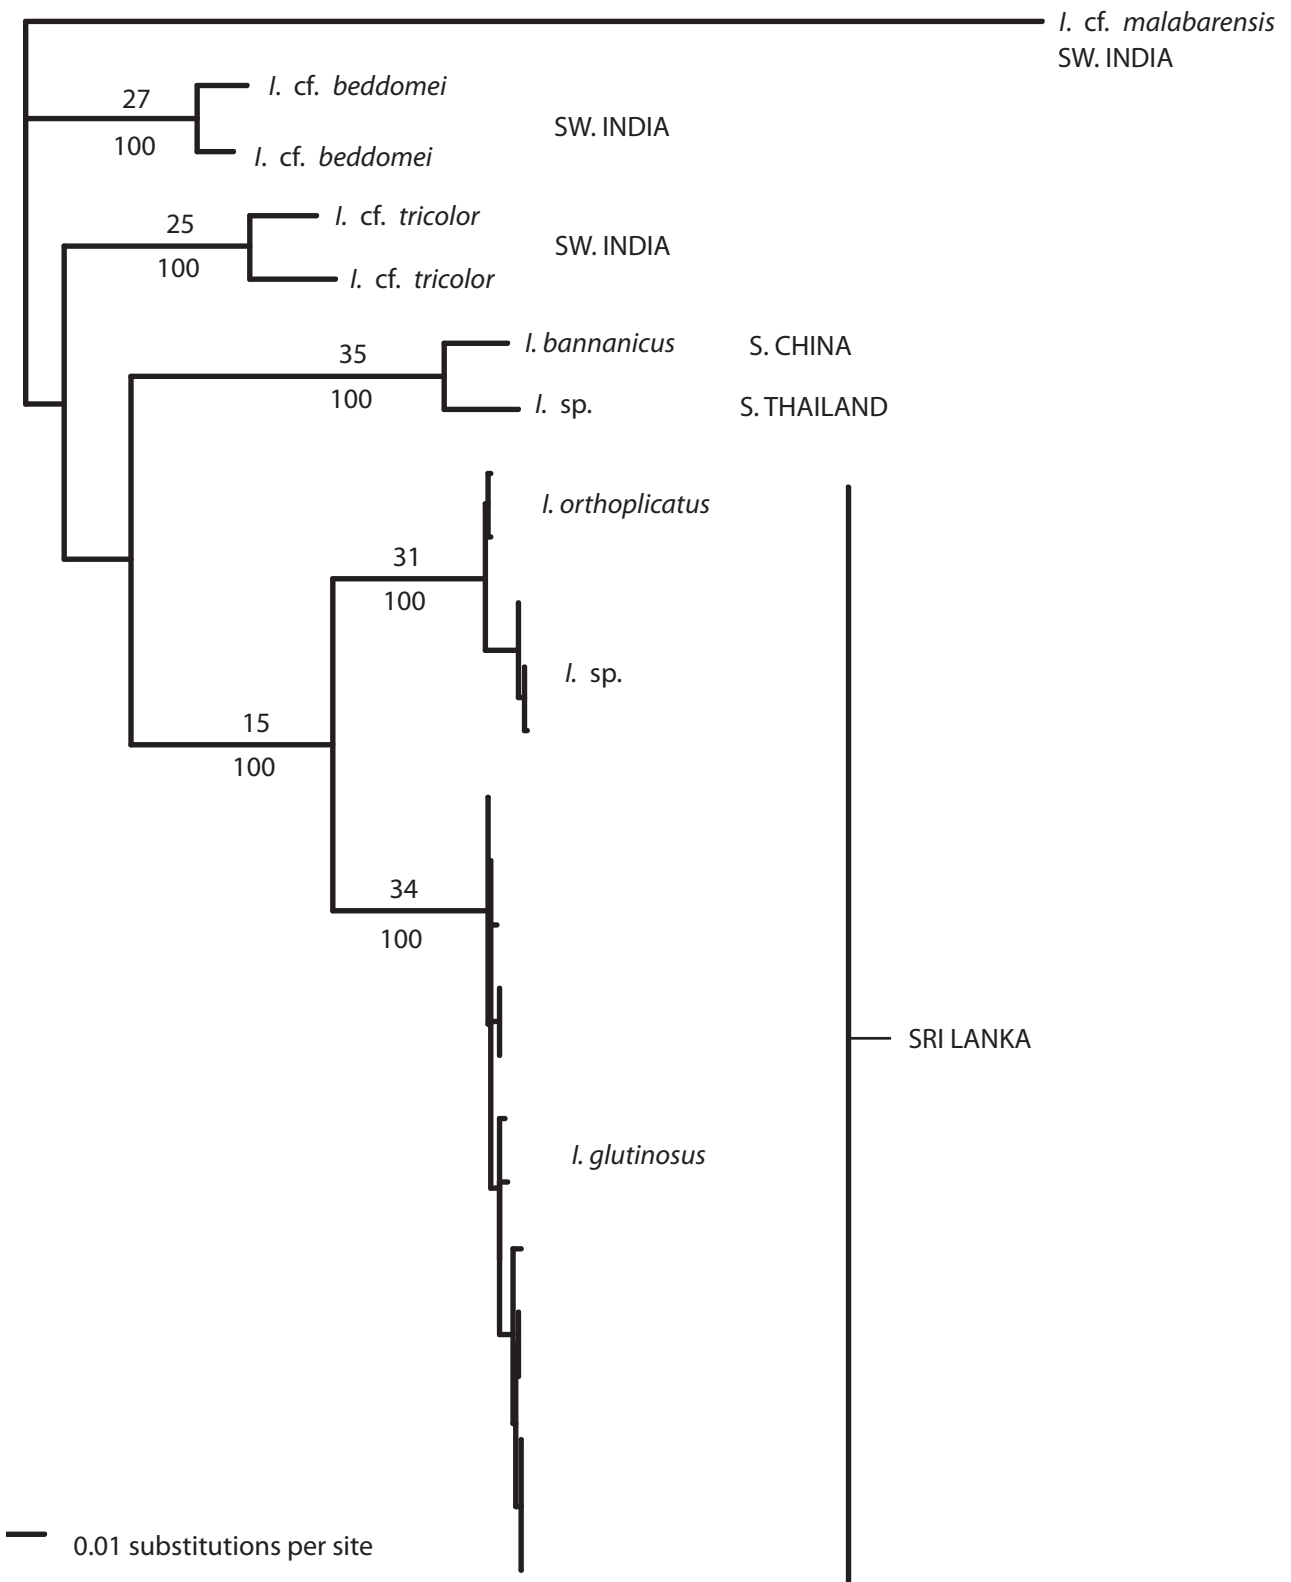 I. cf. malabarensis
SW. INDIA
27
I. cf. beddomei
SW. INDIA
100
I. cf. beddomei
25
I. cf. tricolor
SW. INDIA
100
I. cf. tricolor
35
I. bannanicus S. CHINA
100
I. sp. S. THAILAND
I. orthoplicatus
31
100
I. sp.
15
100
34
100
SRI LANKA
I. glutinosus
0.01 substitutions per site